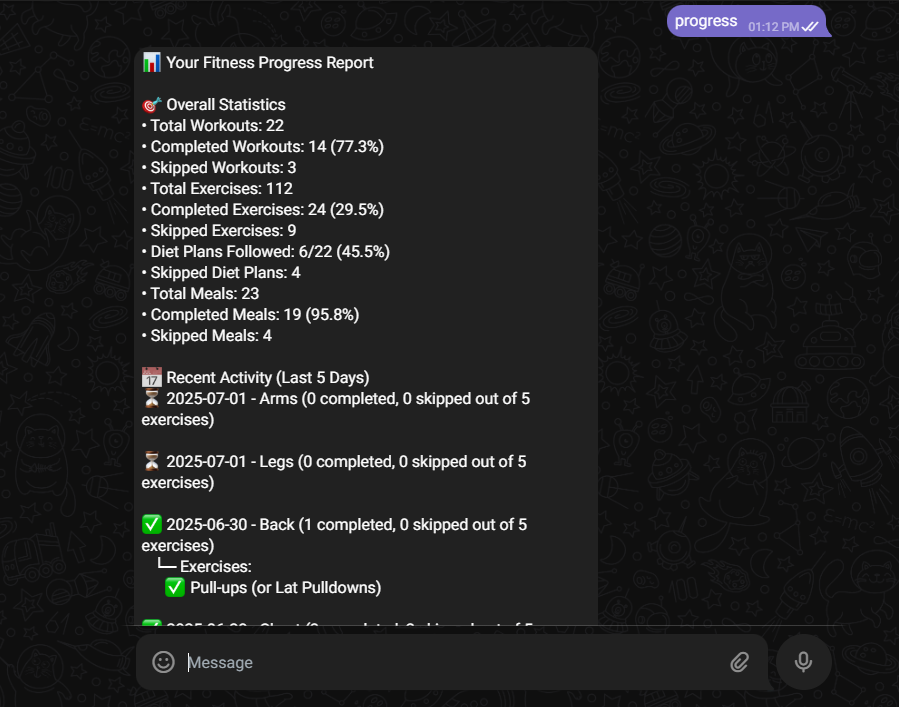 progress 01:12 PM
Your Fitness Progress Report
Overall Statistics
• Total Workouts: 22
• Completed Workouts: 14 (77.3%)
• Skipped Workouts: 3
• Total Exercises: 112
• Completed Exercises: 24 (29.5%)
• Skipped Exercises: 9
• Diet Plans Followed: 6/22 (45.5%)
• Skipped Diet Plans: 4
• Total Meals: 23
• Completed Meals: 19 (95.8%)
• Skipped Meals: 4
17 Recent Activity (Last 5 Days)
2025-07-01 - Arms (0 completed, 0 skipped out of 5
exercises)
2025-07-01 - Legs (0 completed, 0 skipped out of 5
exercises)
2025-06-30 - Back (1 completed, 0 skipped out of 5
exercises)
└─ Exercises:
Pull-ups (or Lat Pulldowns)
Message